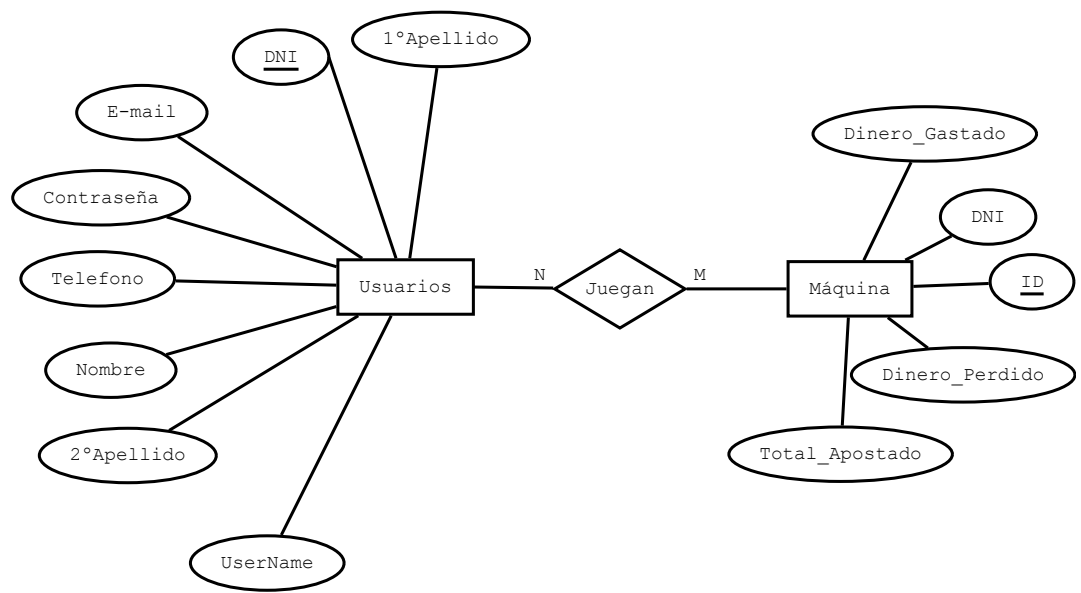 1ºApellido
DNI
E-mail
Dinero_Gastado
Contraseña
DNI
Telefono
N
M
ID
Usuarios
Juegan
Máquina
Nombre
Dinero_Perdido
2ºApellido
Total_Apostado
UserName